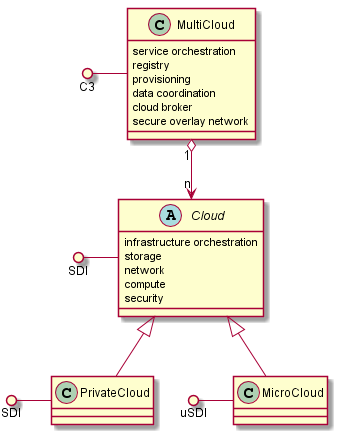 C MultiCloud
service orchestration
registry
provisioning
data coordination
cloud broker
secure overlay network
C3
1
n
A Cloud
infrastructure orchestration
storage
network
compute
security
SDI
C PrivateCloud
SDI
C MicroCloud
uSDI